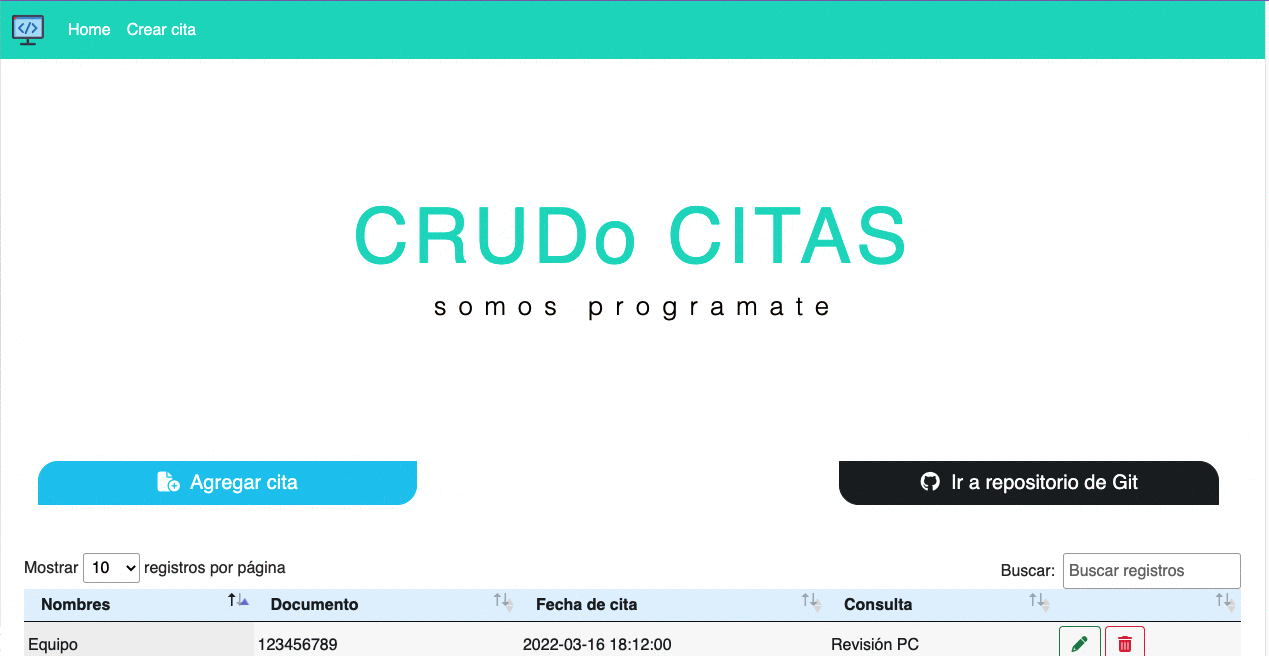 Home Crear cita
CRUDo CITAS
somos programate
Agregar cita
Ir a repositorio de Git
Mostrar 10 registros por página
Buscar: Buscar registros
Nombres Documento Fecha de cita Consulta
Equipo 123456789 2022-03-16 18:12:00 Revisión PC